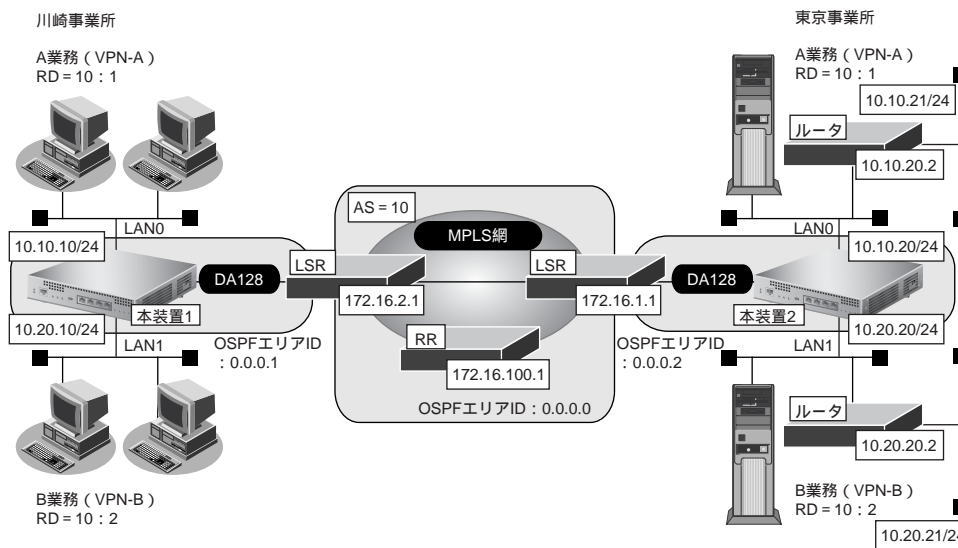 川崎事業所
A業務（VPN-A）
RD = 10：1
LAN0
10.10.10/24
本装置1
DA128
10.20.10/24
LAN1
OSPFエリアID
：0.0.0.1
B業務（VPN-B）
RD = 10：2
AS = 10
MPLS網
LSR
172.16.2.1
LSR
172.16.1.1
RR
172.16.100.1
OSPFエリアID：0.0.0.0
東京事業所
A業務（VPN-A）
RD = 10：1
10.10.21/24
ルータ
10.10.20.2
LAN0
10.10.20/24
DA128
本装置2
10.20.20/24
OSPFエリアID
：0.0.0.2
LAN1
ルータ
10.20.20.2
B業務（VPN-B）
RD = 10：2
10.20.21/24